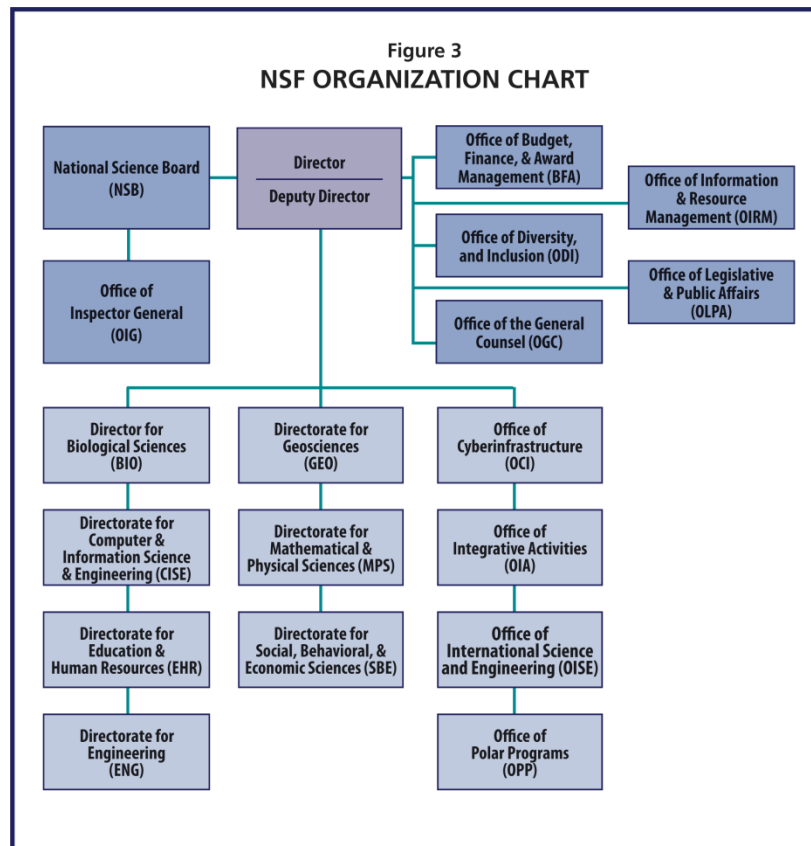 Figure 3
NSF ORGANIZATION CHART
National Science Board
(NSB)
Director
Deputy Director
Office of Budget,
Finance, & Award
Management (BFA)
Office of Information
& Resource
Management (OIRM)
Office of Diversity,
and Inclusion (ODI)
Office of
Inspector General
(OIG)
Office of Legislative
& Public Affairs
(OLPA)
Office of the General
Counsel (OGC)
Director for
Biological Sciences
(BIO)
Directorate for
Geosciences
(GEO)
Office of
Cyberinfrastructure
(OCI)
Directorate for
Computer &
Information Science
& Engineering (CISE)
Directorate for
Mathematical &
Physical Sciences (MPS)
Office of
Integrative Activities
(OIA)
Directorate for
Education &
Human Resources (EHR)
Directorate for
Social, Behavioral, &
Economic Sciences (SBE)
Office of
International Science
and Engineering (OISE)
Directorate for
Engineering
(ENG)
Office of
Polar Programs
(OPP)